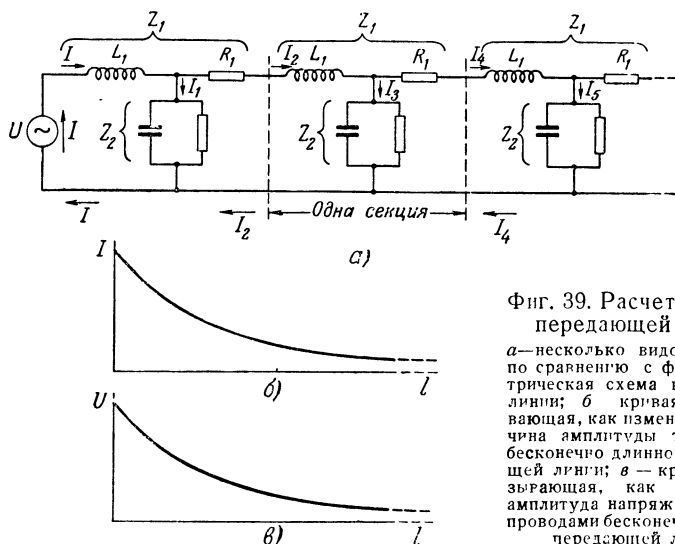 Z₁ Z₁ Z₁
I L₁ R₁ I₂ L₁ R₁ I₄ L₁ R₁
I₁ I₃ I₅
U I Z₂ Z₂ Z₂
I I₂ Одна секция I₄
а)
I
б) l
U
в) l
Фиг. 39. Расчет
передающей
а—несколько видо
по сравнению с ф
трическая схема
линии; б кривая
вающая, как измен
чина амплитуды
бесконечно длинно
щей линии; в — кр
зывающая, как
амплитуда напряж
проводами бесконеч
передающей л